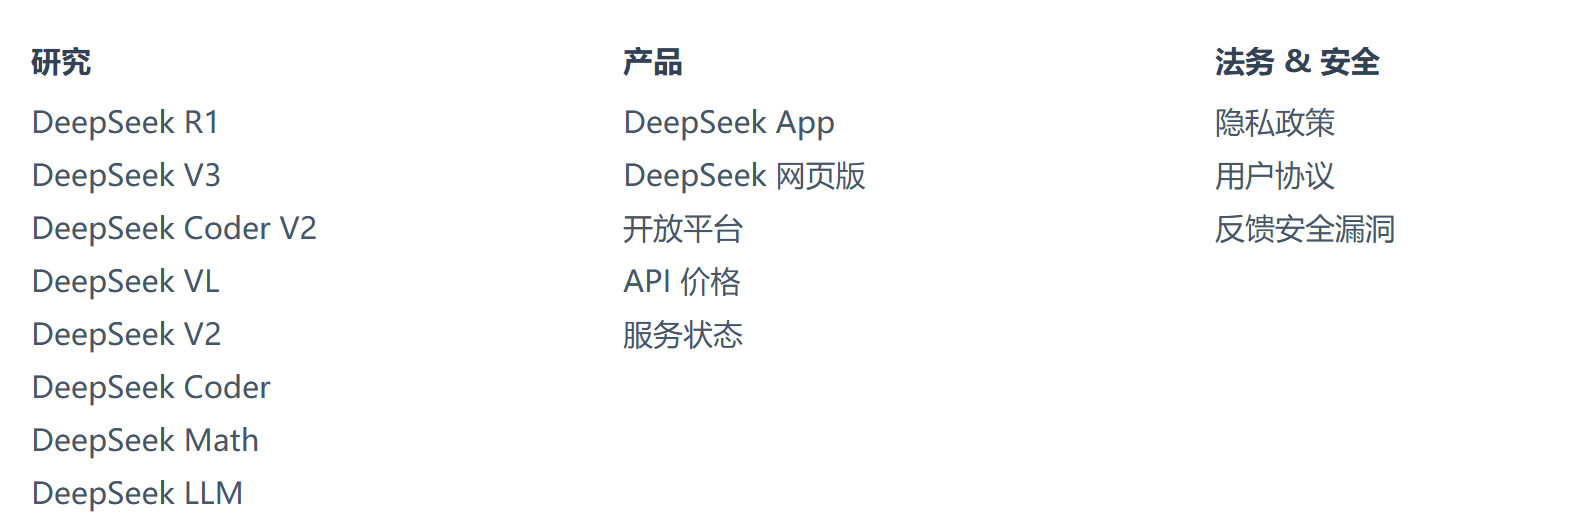 研究
DeepSeek R1
DeepSeek V3
DeepSeek Coder V2
DeepSeek VL
DeepSeek V2
DeepSeek Coder
DeepSeek Math
DeepSeek LLM
产品
DeepSeek App
DeepSeek 网页版
开放平台
API 价格
服务状态
法务 & 安全
隐私政策
用户协议
反馈安全漏洞